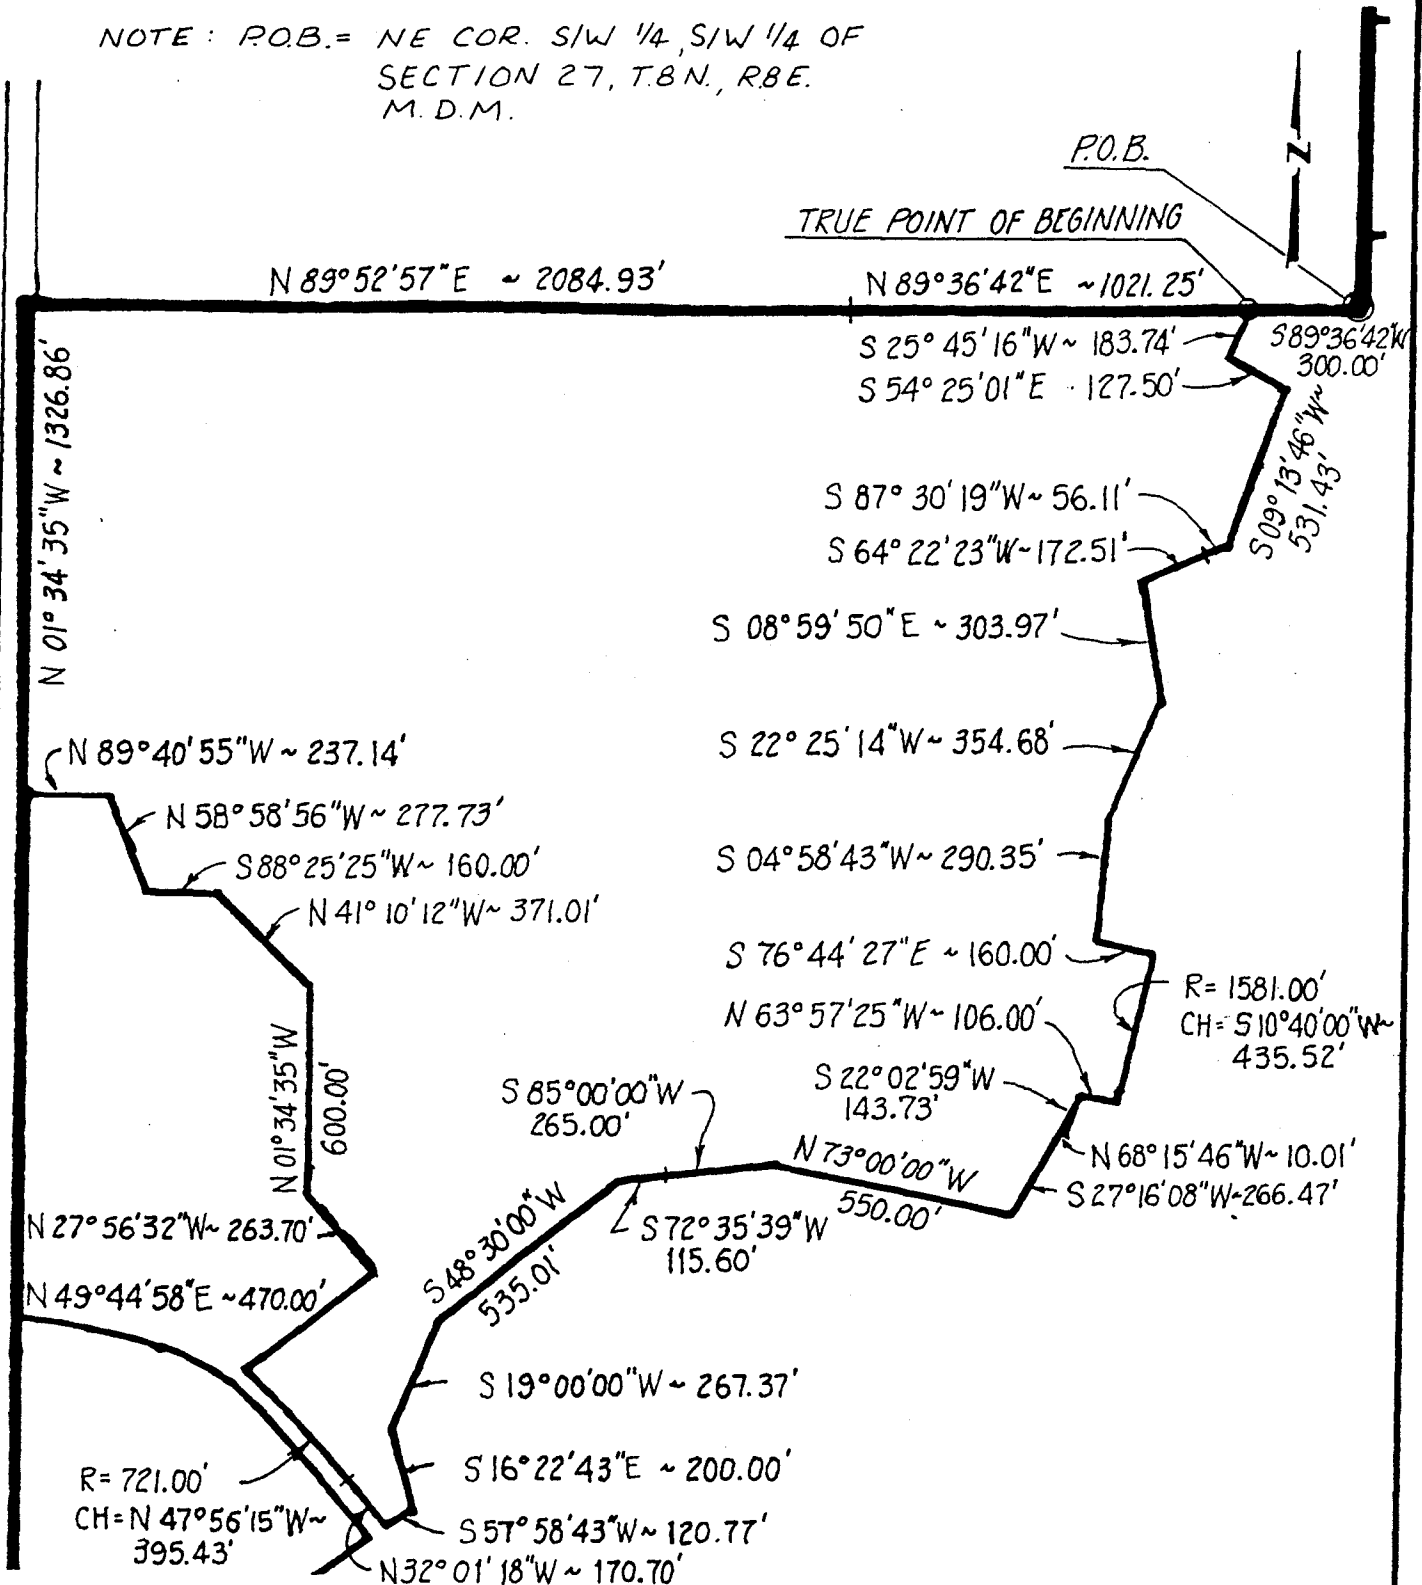 NOTE : P.O.B. = NE COR. S/W 1/4, S/W 1/4 OF
SECTION 27, T.8N., R8E.
M.D.M.
P.O.B.
N
TRUE POINT OF BEGINNING
N 89°52'57"E ~ 2084.93'
N 89°36'42"E ~1021.25'
S 25°45'16"W ~ 183.74'
S89°36'42"W
300.00'
S 54°25'01"E 127.50'
N 01°34'35"W ~ 1326.86'
S09°13'46"W~
531.43'
S 87°30'19"W~ 56.11'
S 64°22'23"W~172.51'
S 08°59'50"E ~ 303.97'
N 89°40'55"W ~ 237.14'
S 22°25'14"W~ 354.68'
N 58°58'56"W~ 277.73'
S88°25'25"W~ 160.00'
S 04°58'43"W~ 290.35'
N 41°10'12"W~ 371.01'
S 76°44'27"E ~160.00'
R= 1581.00'
CH= S10°40'00"W~
435.52'
N 63°57'25"W~ 106.00'
N 01°34'35"W
600.00'
S 85°00'00"W
265.00'
S 22°02'59"W
143.73'
N 73°00'00"W
550.00'
N 68°15'46"W~ 10.01'
S 27°16'08"W~266.47'
S48°30'00"W
535.01'
S 72°35'39"W
115.60'
N 27°56'32"W~ 263.70'
N 49°44'58"E ~470.00'
S 19°00'00"W ~ 267.37'
S 16°22'43"E ~ 200.00'
R= 721.00'
CH= N 47°56'15"W~
395.43'
S 57°58'43"W~ 120.77'
N32°01'18"W ~ 170.70'